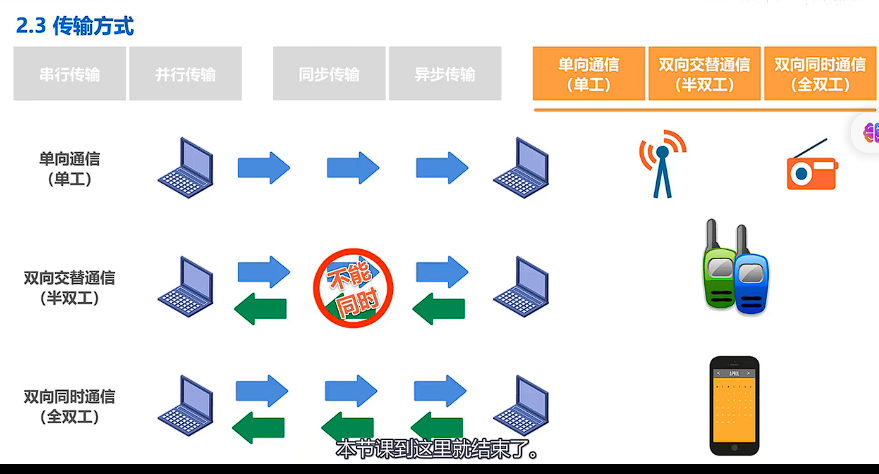 2.3 传输方式
串行传输
并行传输
同步传输
异步传输
单向通信
（单工）
双向交替通信
（半双工）
双向同时通信
（全双工）
单向通信
（单工）
双向交替通信
（半双工）
不能
同时
双向同时通信
（全双工）
APRIL
本节课到这里就结束了。